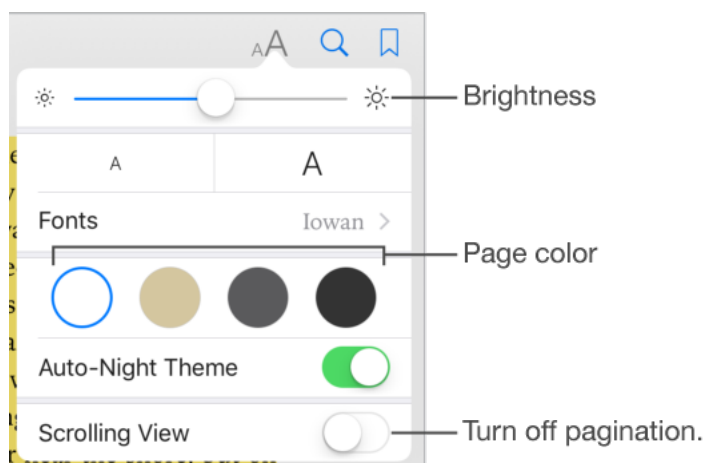 AA
Brightness
A A
Fonts Iowan >
Page color
Auto-Night Theme
Scrolling View
Turn off pagination.